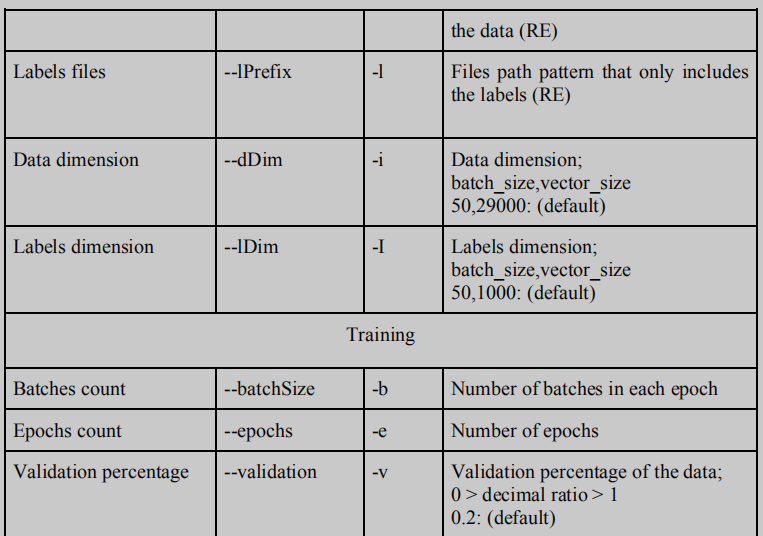 the data (RE)
Labels files --lPrefix -l Files path pattern that only includes
the labels (RE)
Data dimension --dDim -i Data dimension;
batch_size,vector_size
50,29000: (default)
Labels dimension --lDim -I Labels dimension;
batch_size,vector_size
50,1000: (default)
Training
Batches count --batchSize -b Number of batches in each epoch
Epochs count --epochs -e Number of epochs
Validation percentage --validation -v Validation percentage of the data;
0 > decimal ratio > 1
0.2: (default)